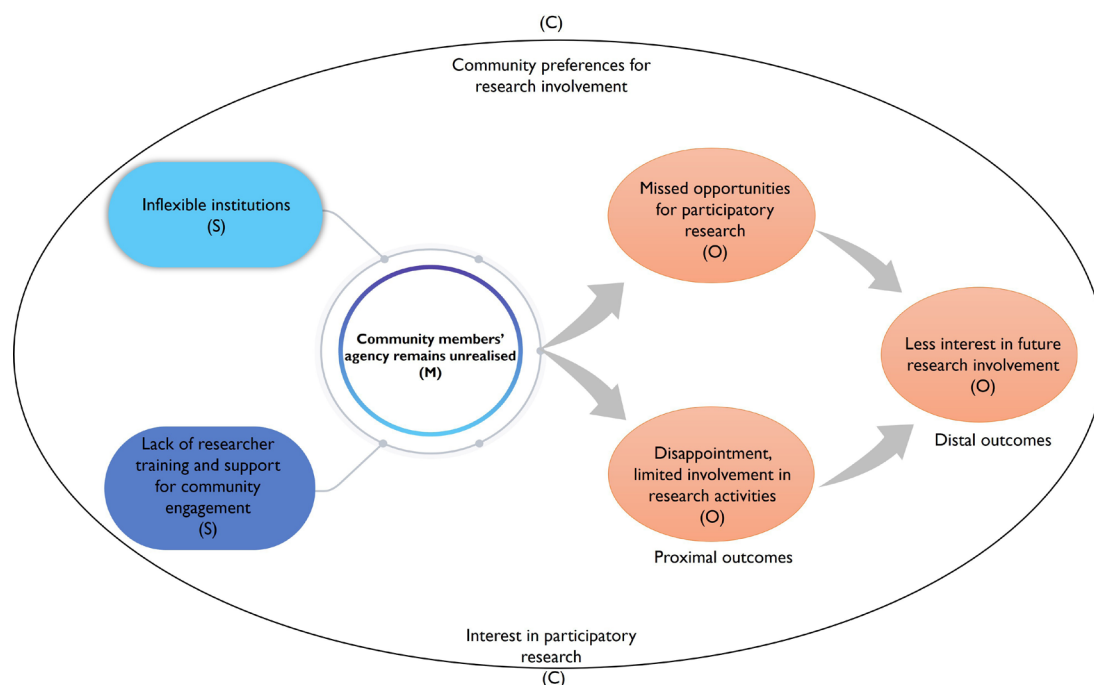 (C)
Community preferences for
research involvement
Inflexible institutions
(S)
Missed opportunities
for participatory
research
(O)
Community members’
agency remains unrealised
(M)
Less interest in future
research involvement
(O)
Distal outcomes
Lack of researcher
training and support
for community
engagement
(S)
Disappointment,
limited involvement in
research activities
(O)
Proximal outcomes
Interest in participatory
research
(C)